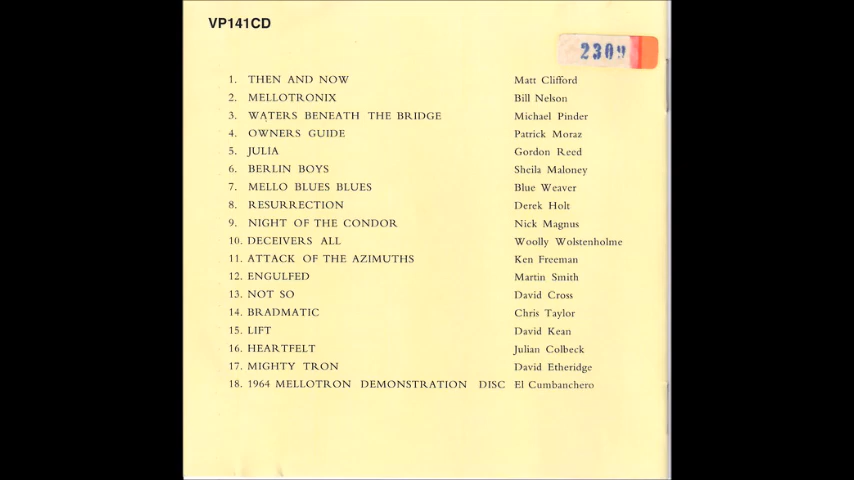 VP141CD
2309
1. THEN AND NOW Matt Clifford
2. MELLOTRONIX Bill Nelson
3. WATERS BENEATH THE BRIDGE Michael Pinder
4. OWNERS GUIDE Patrick Moraz
5. JULIA Gordon Reed
6. BERLIN BOYS Sheila Maloney
7. MELLO BLUES BLUES Blue Weaver
8. RESURRECTION Derek Holt
9. NIGHT OF THE CONDOR Nick Magnus
10. DECEIVERS ALL Woolly Wolstenholme
11. ATTACK OF THE AZIMUTHS Ken Freeman
12. ENGULFED Martin Smith
13. NOT SO David Cross
14. BRADMATIC Chris Taylor
15. LIFT David Kean
16. HEARTFELT Julian Colbeck
17. MIGHTY TRON David Etheridge
18. 1964 MELLOTRON DEMONSTRATION DISC El Cumbanchero